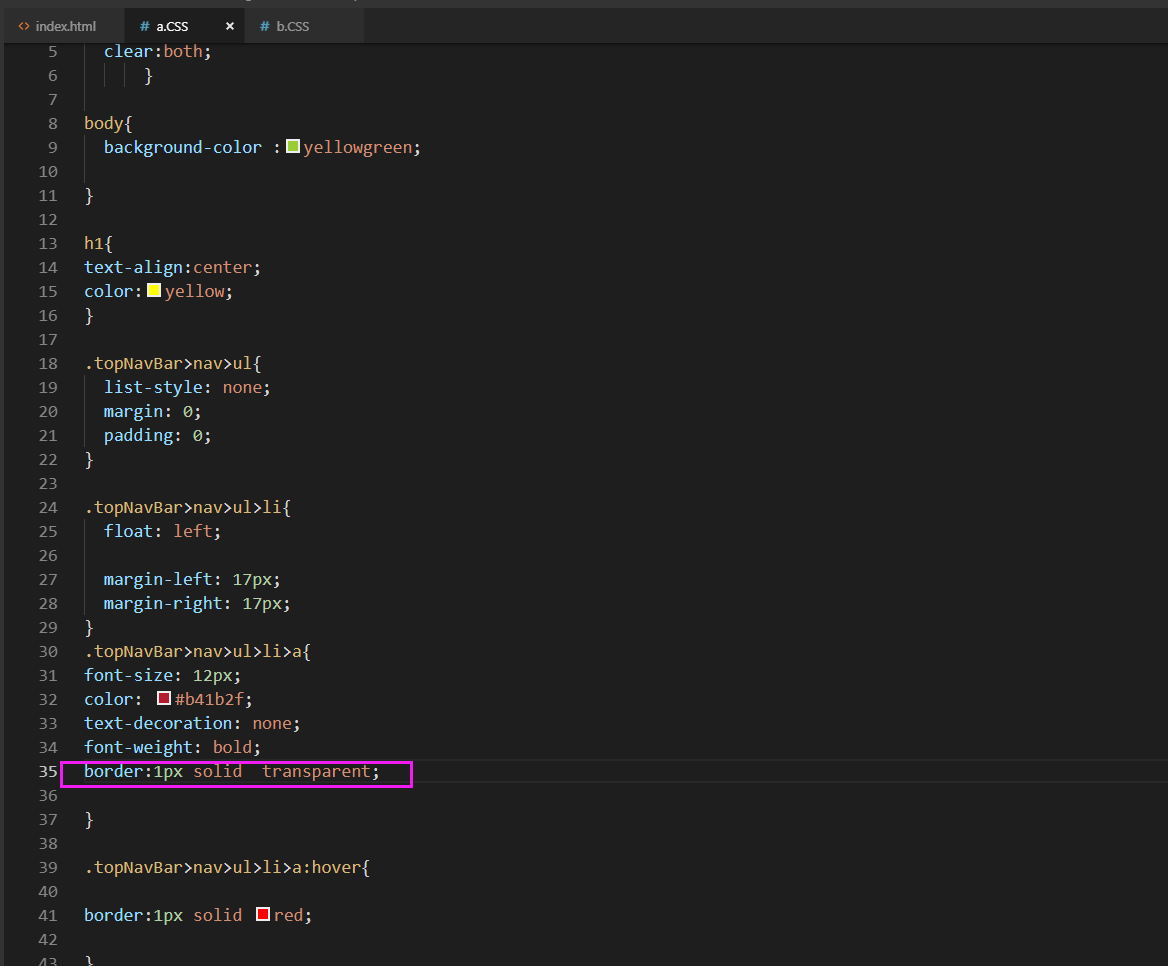 <> index.html # a.CSS × # b.CSS
5 clear:both;
6 }
7
8 body{
9 background-color :yellowgreen;
10
11 }
12
13 h1{
14 text-align:center;
15 color:yellow;
16 }
17
18 .topNavBar>nav>ul{
19 list-style: none;
20 margin: 0;
21 padding: 0;
22 }
23
24 .topNavBar>nav>ul>li{
25 float: left;
26
27 margin-left: 17px;
28 margin-right: 17px;
29 }
30 .topNavBar>nav>ul>li>a{
31 font-size: 12px;
32 color: #b41b2f;
33 text-decoration: none;
34 font-weight: bold;
35 border:1px solid  transparent;
36
37 }
38
39 .topNavBar>nav>ul>li>a:hover{
40
41 border:1px solid red;
42
43 }